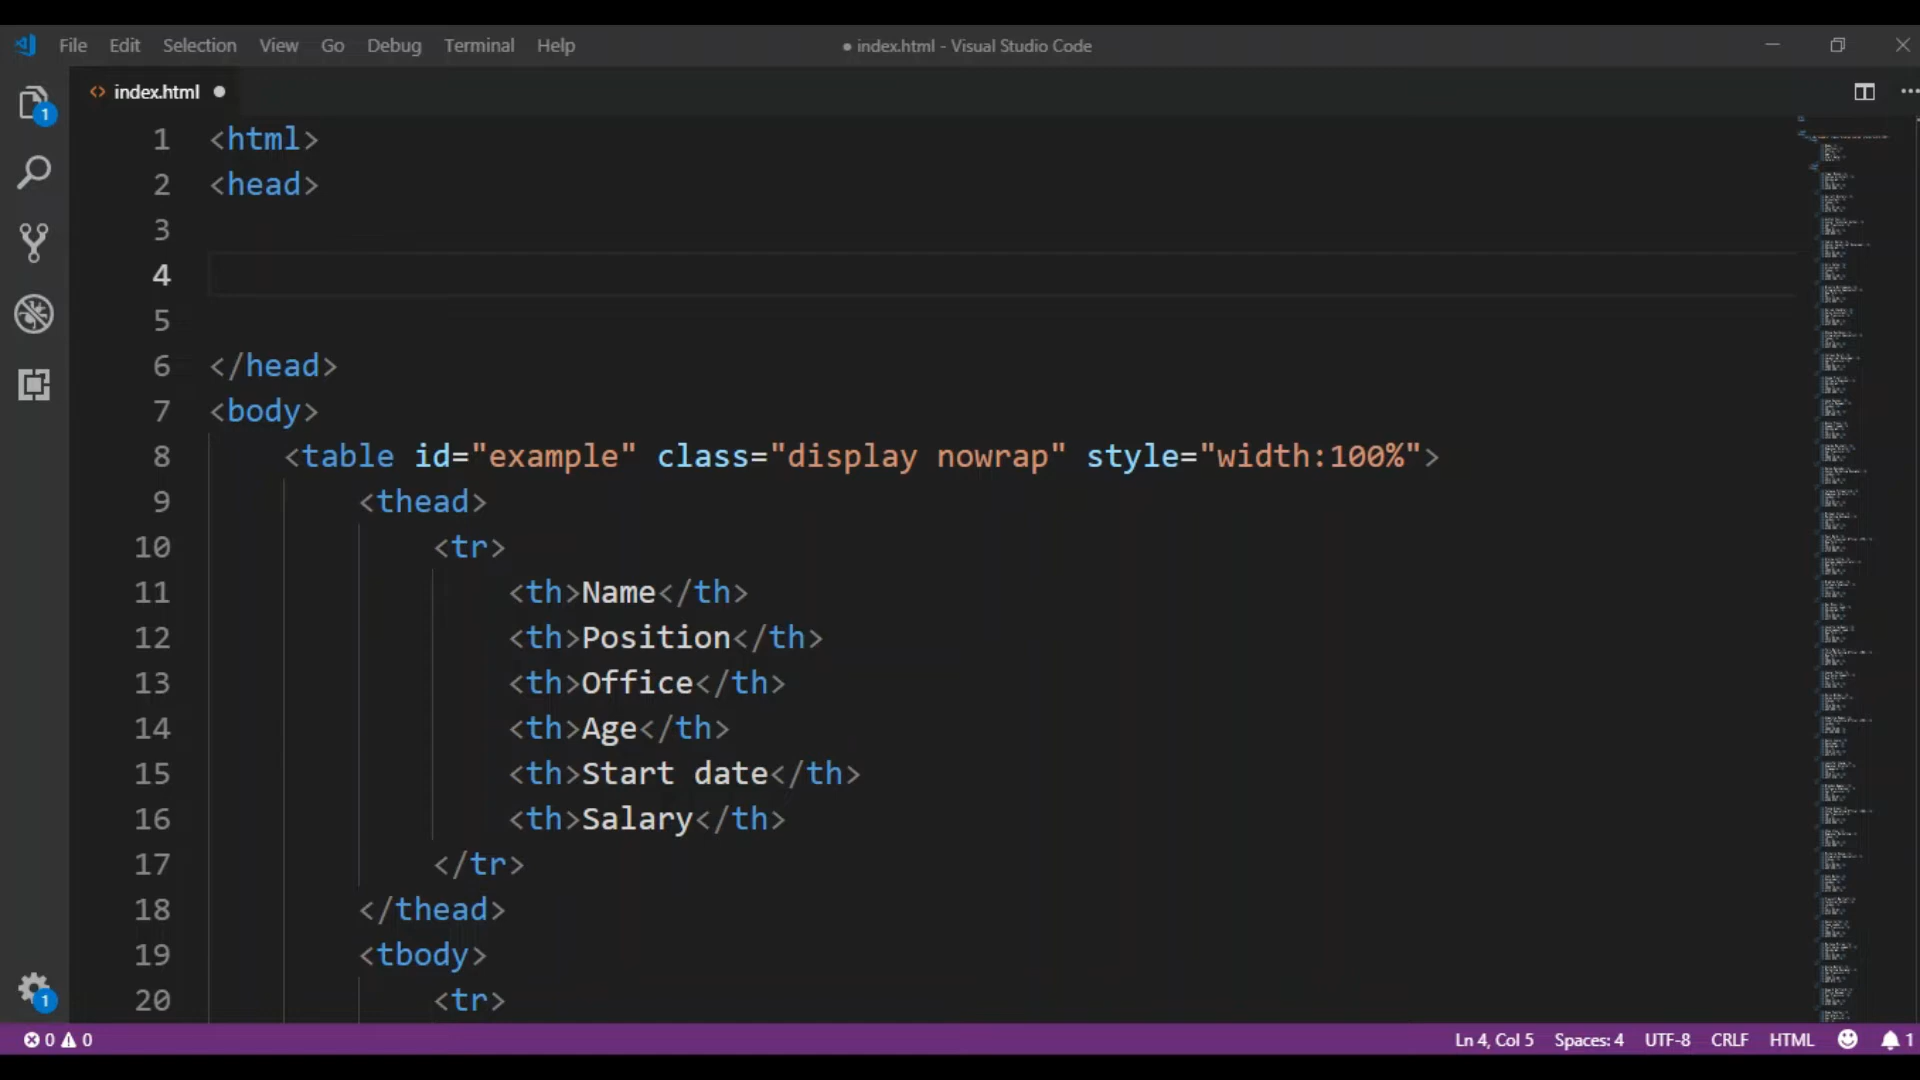 File Edit Selection View Go Debug Terminal Help ● index.html - Visual Studio Code
1 <> index.html ●
1 <html>
2 <head>
3
4
5
6 </head>
7 <body>
8 <table id="example" class="display nowrap" style="width:100%">
9 <thead>
10 <tr>
11 <th>Name</th>
12 <th>Position</th>
13 <th>Office</th>
14 <th>Age</th>
15 <th>Start date</th>
16 <th>Salary</th>
17 </tr>
18 </thead>
19 <tbody>
20 <tr>
1
0 0 Ln 4, Col 5 Spaces: 4 UTF-8 CRLF HTML 1